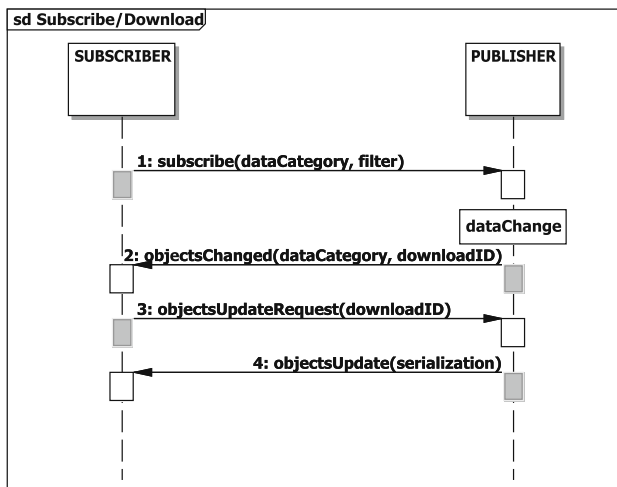 sd Subscribe/Download
SUBSCRIBER
PUBLISHER
1: subscribe(dataCategory, filter)
dataChange
2: objectsChanged(dataCategory, downloadID)
3: objectsUpdateRequest(downloadID)
4: objectsUpdate(serialization)